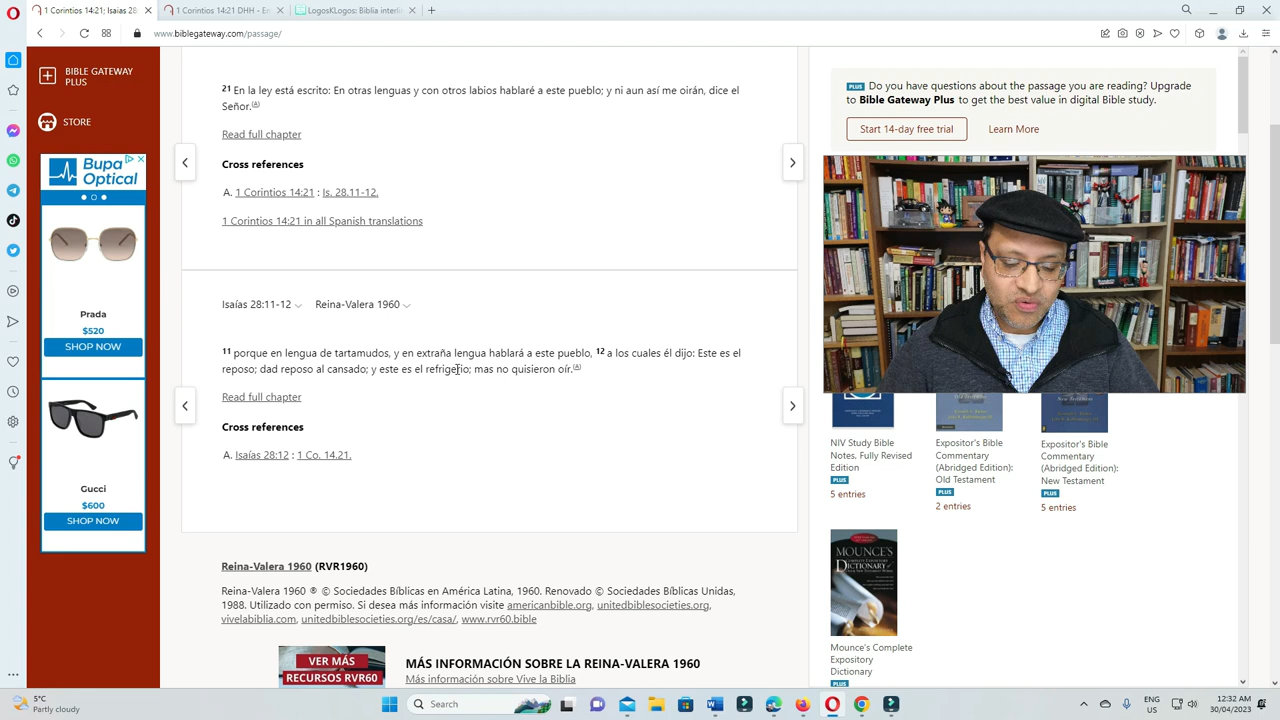 1 Corintios 14:21; Isaías 28:
1 Corintios 14:21 DHH - En
LogosKLogos: Biblia interli
www.biblegateway.com/passage/
BIBLE GATEWAY
PLUS
STORE
Bupa
Optical
Prada
$520
SHOP NOW
Gucci
$600
SHOP NOW
21 En la ley está escrito: En otras lenguas y con otros labios hablaré a este pueblo; y ni aun así me oirán, dice el
Señor.(A)
Read full chapter
Cross references
A. 1 Corintios 14:21 : Is. 28.11-12.
1 Corintios 14:21 in all Spanish translations
Isaías 28:11-12 Reina-Valera 1960
11 porque en lengua de tartamudos, y en extraña lengua hablará a este pueblo, 12 a los cuales él dijo: Este es el
reposo; dad reposo al cansado; y este es el refrigerio; mas no quisieron oír.(A)
Read full chapter
Cross references
A. Isaías 28:12 : 1 Co. 14.21.
Reina-Valera 1960 (RVR1960)
Reina-Valera 1960 ® © Sociedades Bíblicas en América Latina, 1960. Renovado © Sociedades Bíblicas Unidas,
1988. Utilizado con permiso. Si desea más información visite americanbible.org, unitedbiblesocieties.org,
vivelabiblia.com, unitedbiblesocieties.org/es/casa/, www.rvr60.bible
VER MÁS
RECURSOS RVR60
MÁS INFORMACIÓN SOBRE LA REINA-VALERA 1960
Más información sobre Vive la Biblia
PLUS Do you have questions about the passage you are reading? Upgrade
to Bible Gateway Plus to get the best value in digital Bible study.
Start 14-day free trial Learn More
NIV Study Bible
Notes, Fully Revised
Edition
PLUS
5 entries
Expositor's Bible
Commentary
(Abridged Edition):
Old Testament
PLUS
2 entries
Expositor's Bible
Commentary
(Abridged Edition):
New Testament
PLUS
5 entries
MOUNCE'S
COMPLETE EXPOSITORY
DICTIONARY
Mounce's Complete
Expository
Dictionary
PLUS
5°C
Partly cloudy
Search
ENG
US
12:32 AM
30/04/2023